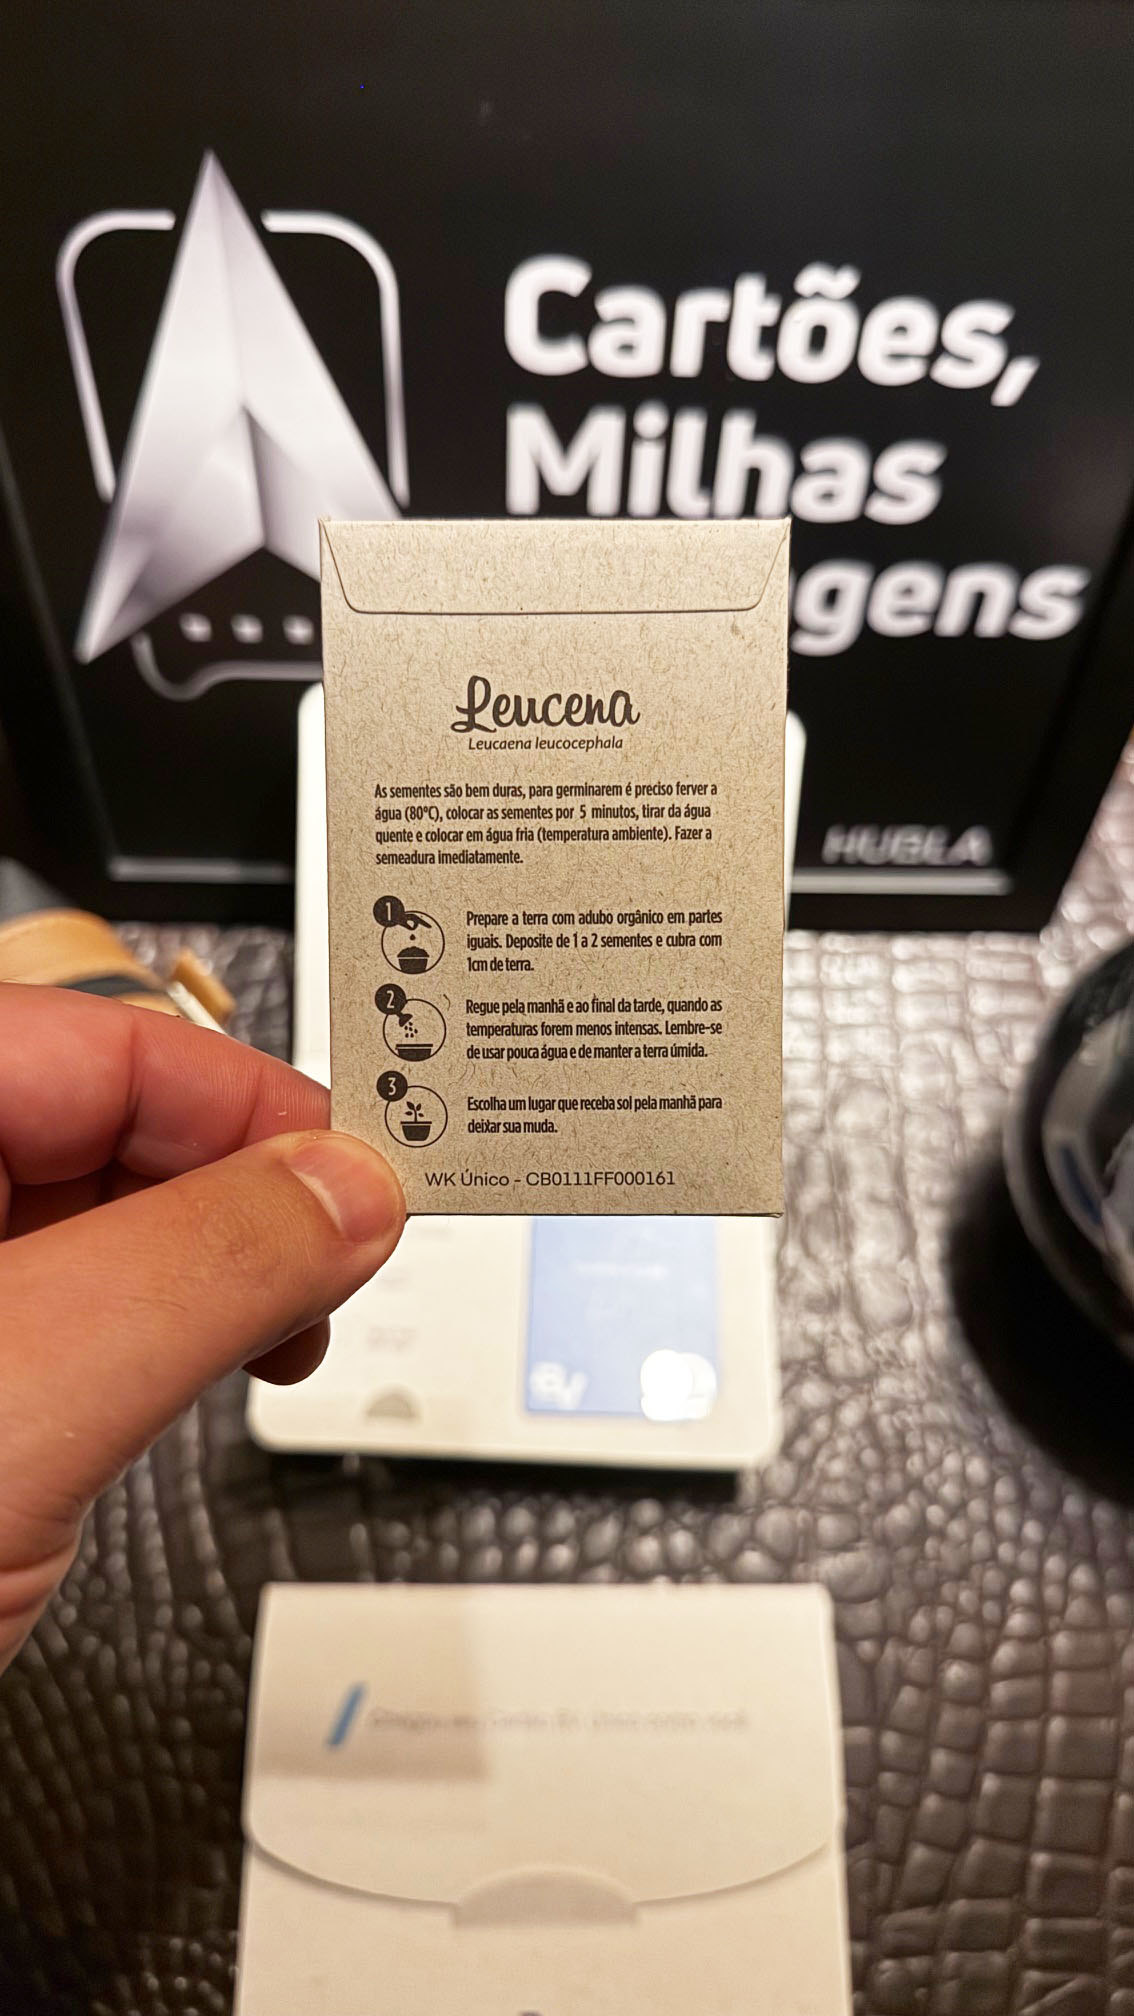 Cartões,
Milhas
gens
HUBLA
Leucena
Leucaena leucocephala
As sementes são bem duras, para germinarem é preciso ferver a
água (80°C), colocar as sementes por 5 minutos, tirar da água
quente e colocar em água fria (temperatura ambiente). Fazer a
semeadura imediatamente.
1
Prepare a terra com adubo orgânico em partes
iguais. Deposite de 1 a 2 sementes e cubra com
1cm de terra.
2
Regue pela manhã e ao final da tarde, quando as
temperaturas forem menos intensas. Lembre-se
de usar pouca água e de manter a terra úmida.
3
Escolha um lugar que receba sol pela manhã para
deixar sua muda.
WK Único - CB0111FF000161